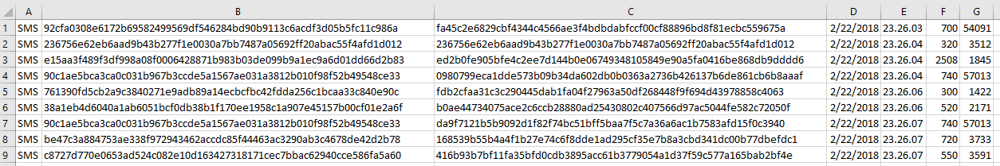 A B C D E F G
1 SMS 92cfa0308e6172b69582499569df546284bd90b9113c6acdf3d05b5fc11c986a fa45c2e6829cbf4344c4566ae3f4bdbdabfccf00cf88896bd8f81ecbc559675a 2/22/2018 23.26.03 700 54091
2 SMS 236756e62eb6aad9b43b277f1e0030a7bb7487a05692ff20abac55f4afd1d012 236756e62eb6aad9b43b277f1e0030a7bb7487a05692ff20abac55f4afd1d012 2/22/2018 23.26.04 320 3512
3 SMS e15aa3f489f3df998a08f0006428871b983b03de099b9a1ec9a6d01dd66d2b83 ed2b0fe905bfe4c2ee7d144b0e06749348105849e90a5fa0416be868db9dddd6 2/22/2018 23.26.04 2508 1845
4 SMS 90c1ae5bca3ca0c031b967b3ccde5a1567ae031a3812b010f98f52b49548ce33 0980799eca1dde573b09b34da602db0b0363a2736b426137b6de861cb6b8aaaf 2/22/2018 23.26.04 740 57013
5 SMS 761390fd5cb2a9c3840271e9adb89a14ecbcfbc42fdda256c1bcaa33c840e90c fdb2cfaa31c3c290445dab1fa04f27963a50df268448f9f694d43978858c4063 2/22/2018 23.26.06 300 1422
6 SMS 38a1eb4d6040a1ab6051bcf0db38b1f170ee1958c1a907e45157b00cf01e2a6f b0ae44734075ace2c6ccb28880ad25430802c407566d97ac5044fe582c72050f 2/22/2018 23.26.06 520 2171
7 SMS 90c1ae5bca3ca0c031b967b3ccde5a1567ae031a3812b010f98f52b49548ce33 da9f7121b5b9092d1f82f74bc51bff5baa7f5c7a36a6ac1b7583afd15f0c3940 2/22/2018 23.26.07 740 57013
8 SMS be47c3a884753ae338f972943462accdc85f44463ac3290ab3c4678de42d2b78 168539b55b4a4f1b27e74c6f8dde1ad295cf35e7b8a3cbd341dc00b77dbefdc1 2/22/2018 23.26.07 720 3733
9 SMS c8727d770e0653ad524c082e10d163427318171cec7bbac62940cce586fa5a60 416b93b7bf11fa35bfd0cdb3895acc61b3779054a1d37f59c577a165bab2bf4e 2/22/2018 23.26.07 550 3591